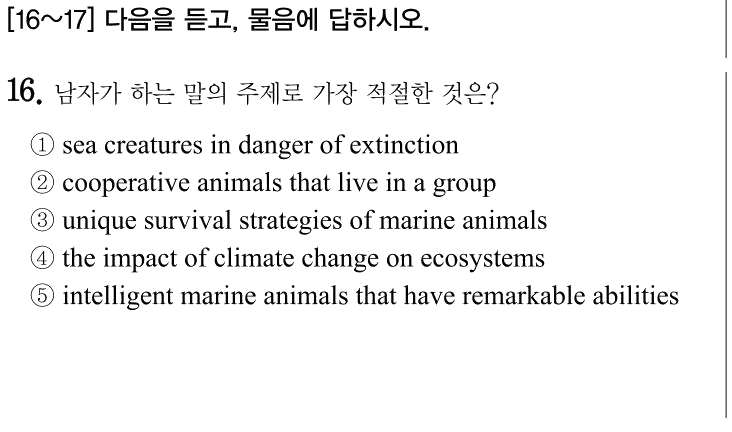 [16～17] 다음을 듣고, 물음에 답하시오.
16. 남자가 하는 말의 주제로 가장 적절한 것은?
① sea creatures in danger of extinction
② cooperative animals that live in a group
③ unique survival strategies of marine animals
④ the impact of climate change on ecosystems
⑤ intelligent marine animals that have remarkable abilities